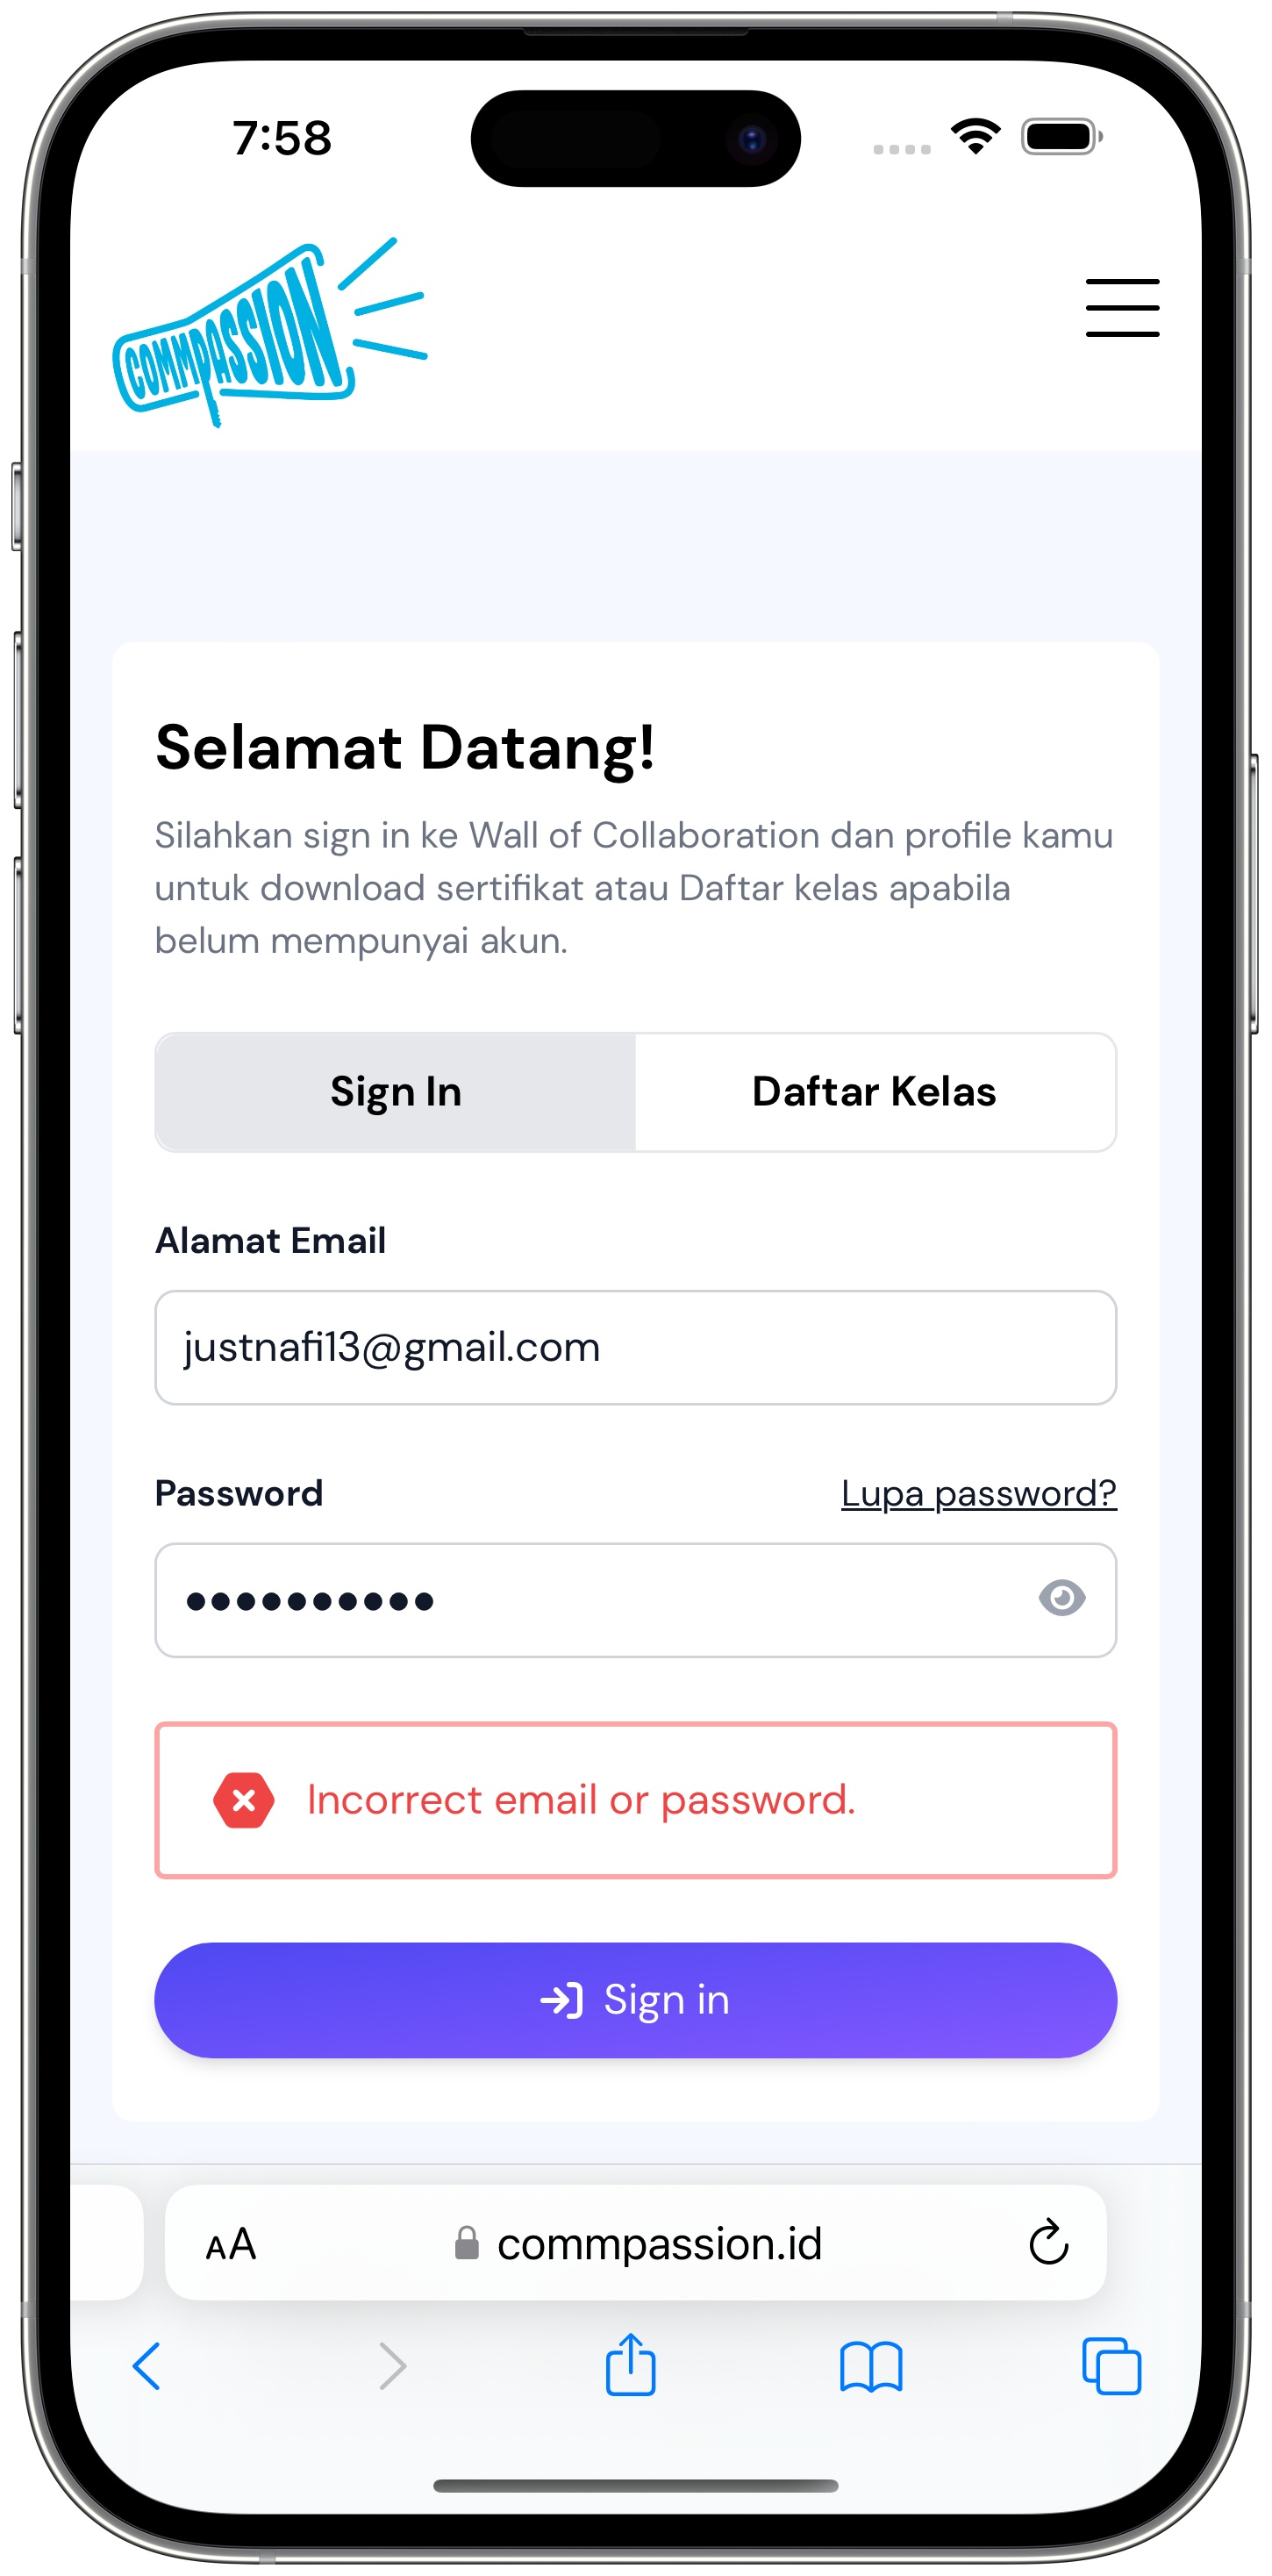 7:58
COMMPASSION
Selamat Datang!
Silahkan sign in ke Wall of Collaboration dan profile kamu
untuk download sertifikat atau Daftar kelas apabila
belum mempunyai akun.
Sign In
Daftar Kelas
Alamat Email
justnafi13@gmail.com
Password
Lupa password?
Incorrect email or password.
Sign in
AA
commpassion.id